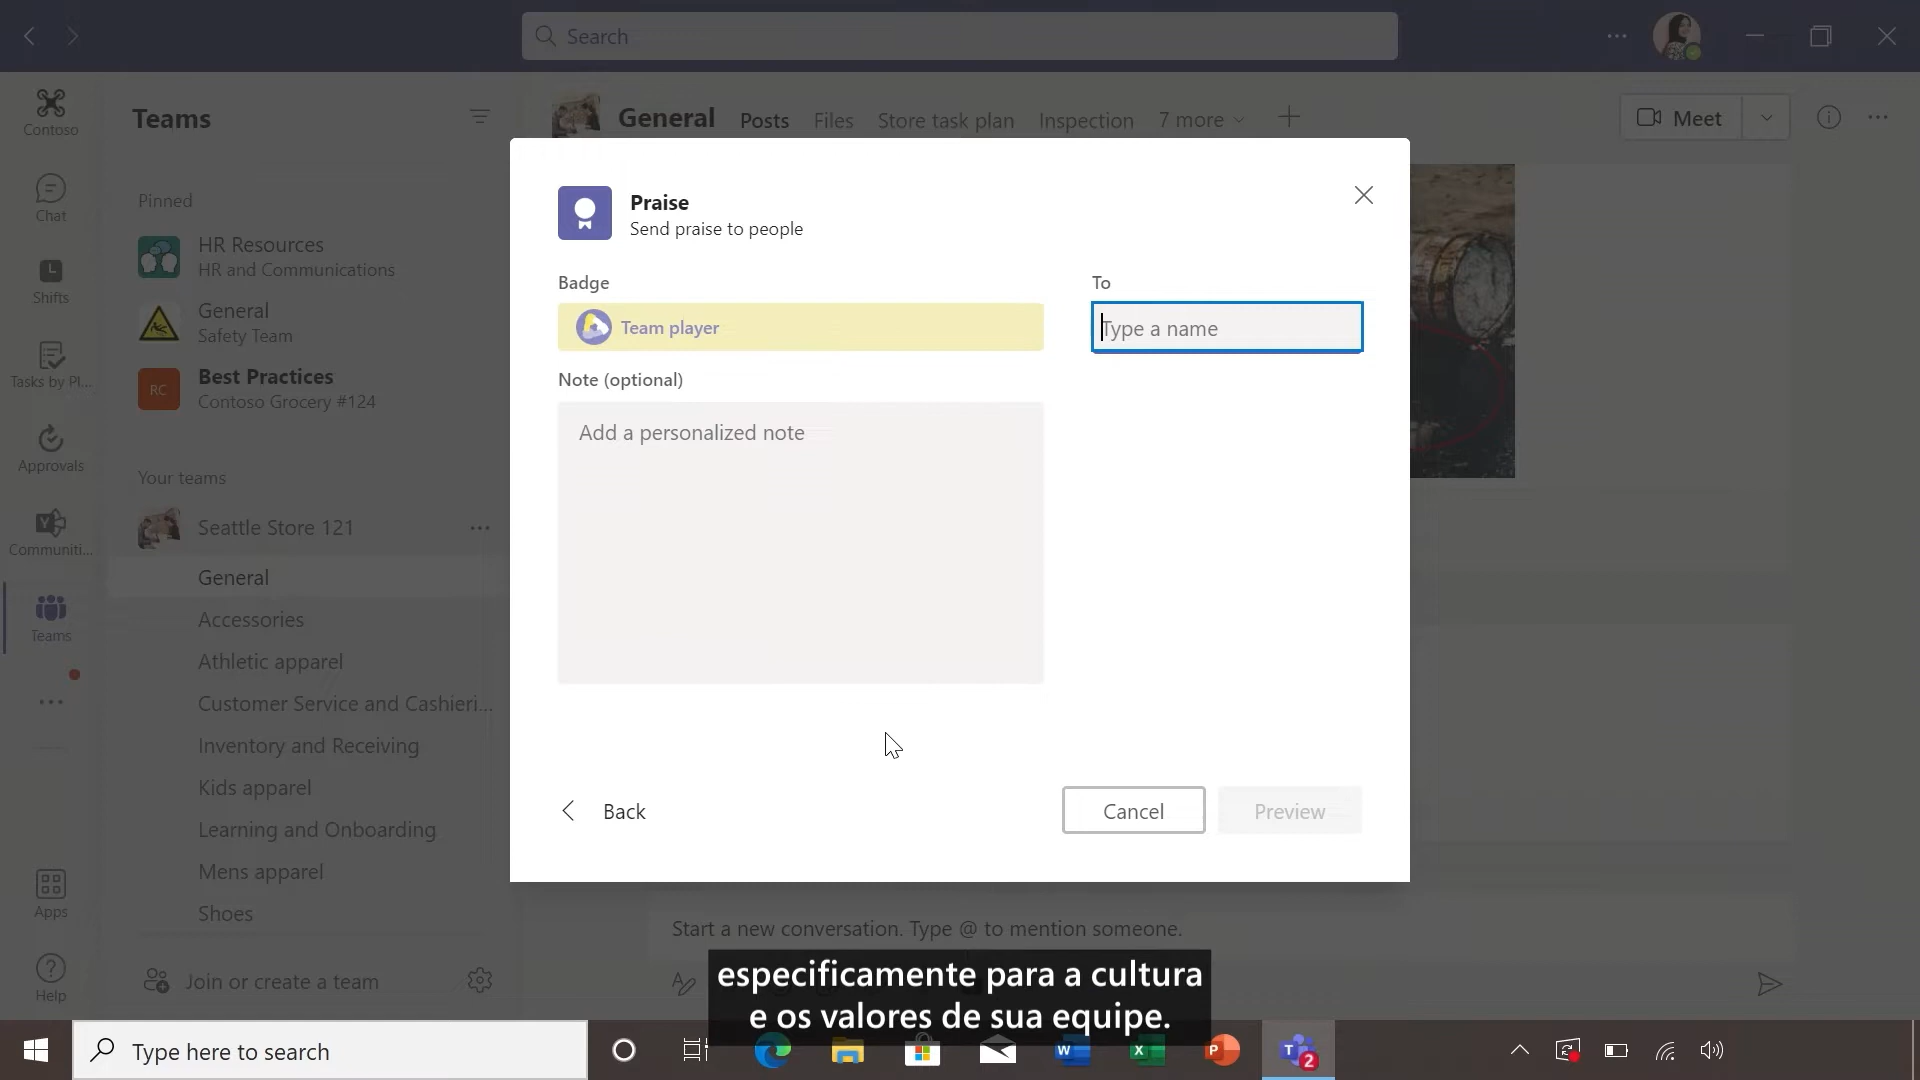 Search
Contoso
Chat
Shifts
Tasks by Pl...
Approvals
Communiti...
Teams
Apps
Help
Teams
Pinned
HR Resources
HR and Communications
General
Safety Team
RC
Best Practices
Contoso Grocery #124
Your teams
Seattle Store 121
General
Accessories
Athletic apparel
Customer Service and Cashieri...
Inventory and Receiving
Kids apparel
Learning and Onboarding
Mens apparel
Shoes
Join or create a team
General Posts Files Store task plan Inspection 7 more
Meet
Praise
Send praise to people
Badge
Team player
To
Type a name
Note (optional)
Add a personalized note
Back
Cancel
Preview
Start a new conversation. Type @ to mention someone.
especificamente para a cultura
e os valores de sua equipe.
Type here to search
W
X
P
T
2